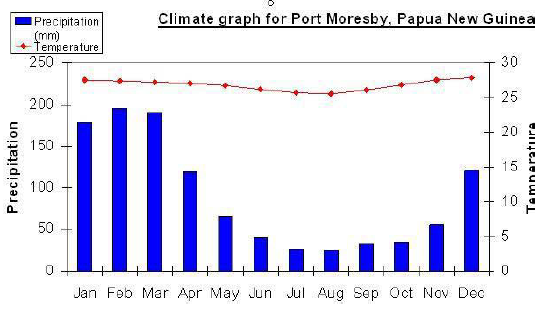 Climate graph for Port Moresby, Papua New Guinea
Precipitation
(mm)
Temperature
250
200
150
100
50
0
Precipitation
30
25
20
15
10
5
0
Temperature
Jan Feb Mar Apr May Jun Jul Aug Sep Oct Nov Dec